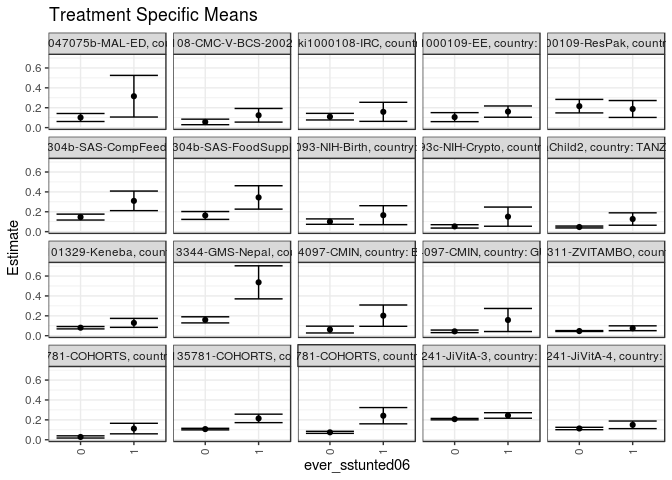 Treatment Specific Means
047075b-MAL-ED, cou
108-CMC-V-BCS-2002
ki1000108-IRC, count
1000109-EE, country:
00109-ResPak, count
304b-SAS-CompFeed
304b-SAS-FoodSuppl
093-NIH-Birth, countr
93c-NIH-Crypto, count
Child2, country: TANZ
0.6
0.4
0.2
0.0
0.6
0.4
0.2
0.0
01329-Keneba, coun
3344-GMS-Nepal, cou
4097-CMIN, country: B
097-CMIN, country: G
311-ZVITAMBO, coun
0.6
0.4
0.2
0.0
781-COHORTS, countr
35781-COHORTS, co
781-COHORTS, countr
241-JiVitA-3, country:
241-JiVitA-4, country:
0.6
0.4
0.2
0.0
Estimate
0 1 0 1 0 1 0 1 0 1
ever_sstunted06